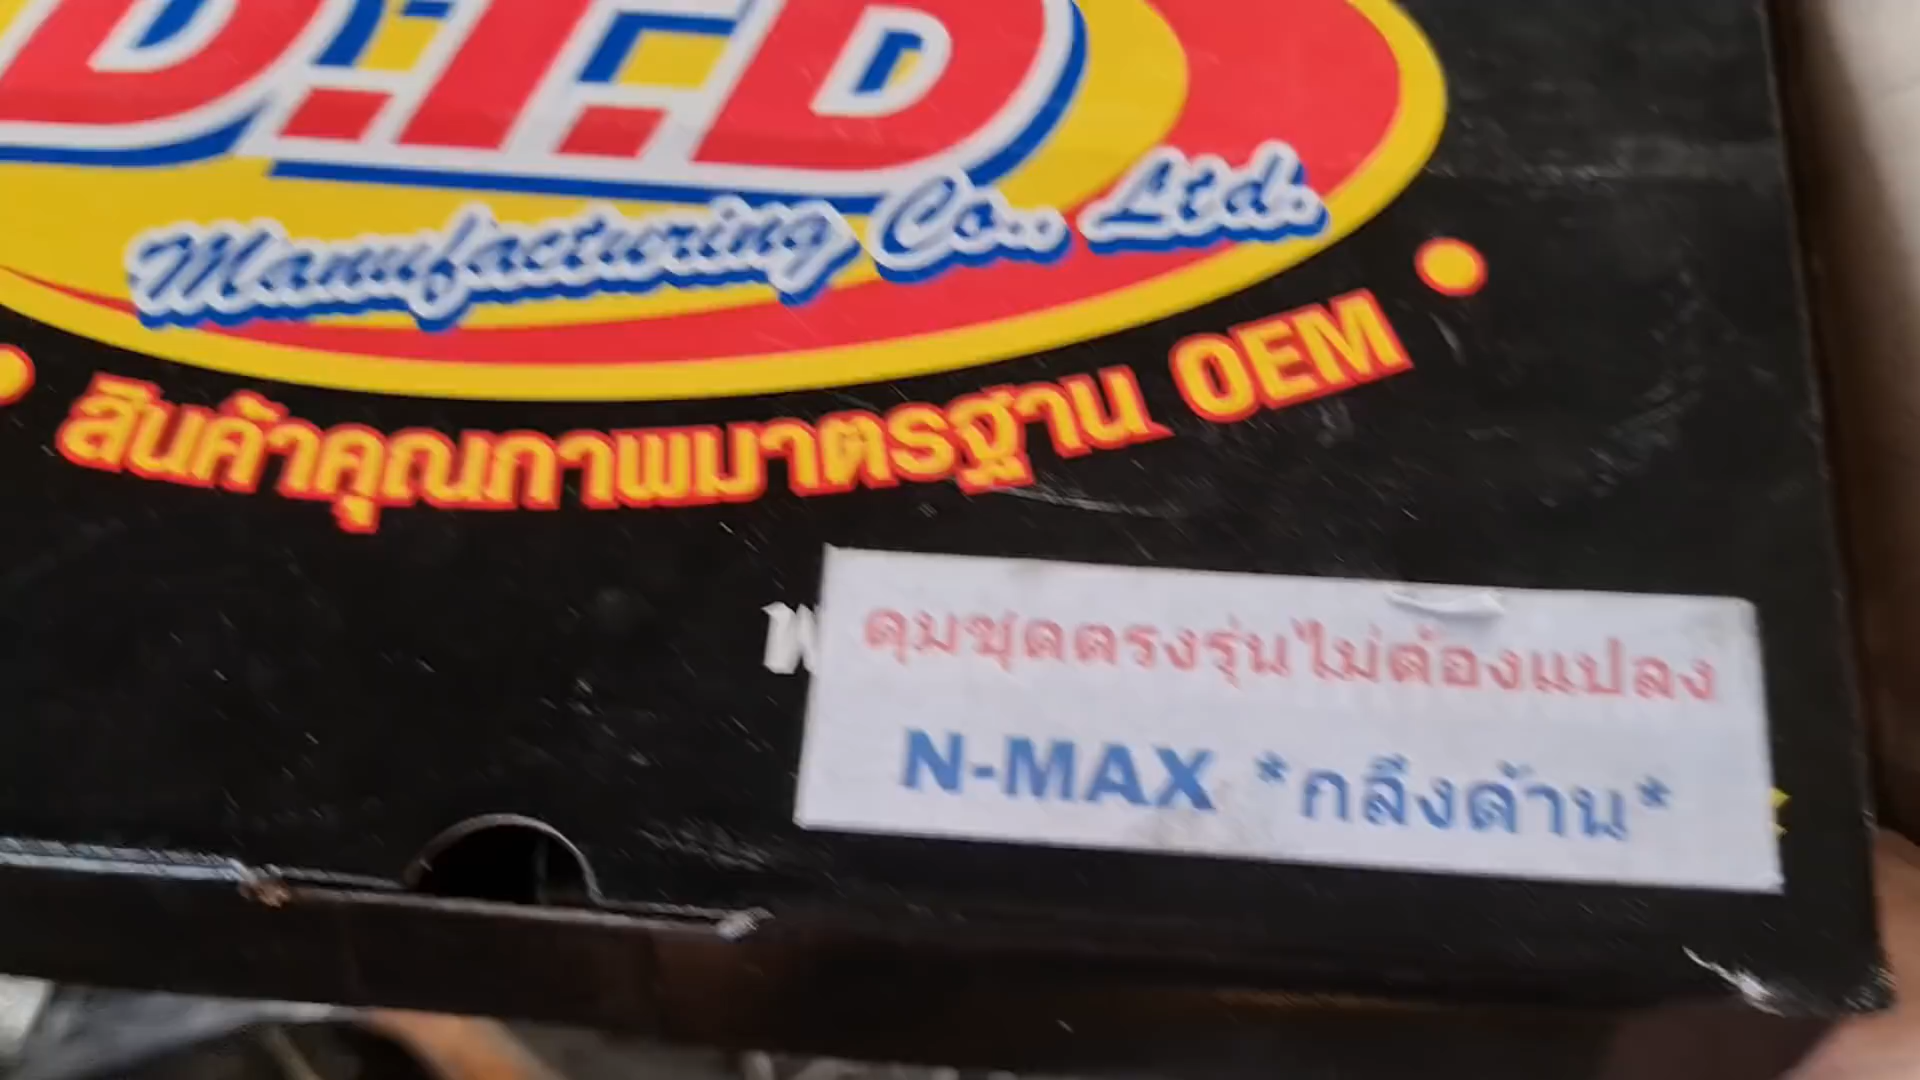 D.I.D
Manufacturing Co., Ltd.
สินค้าคุณภาพมาตรฐาน OEM
ดุมชุดตรงรุ่นไม่ต้องแปลง
N-MAX *กลึงด้าน*